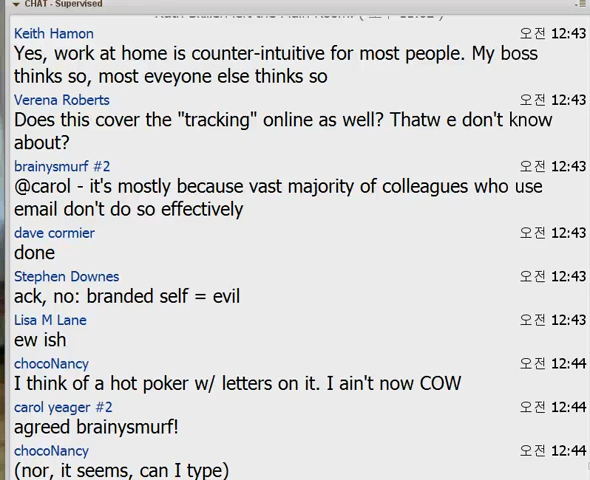 CHAT - Supervised
Keith Hamon 오전 12:43
Yes, work at home is counter-intuitive for most people. My boss
thinks so, most eveyone else thinks so
Verena Roberts 오전 12:43
Does this cover the "tracking" online as well? Thatw e don't know
about?
brainysmurf #2 오전 12:43
@carol - it's mostly because vast majority of colleagues who use
email don't do so effectively
dave cormier 오전 12:43
done
Stephen Downes 오전 12:43
ack, no: branded self = evil
Lisa M Lane 오전 12:43
ew ish
chocoNancy 오전 12:44
I think of a hot poker w/ letters on it. I ain't now COW
carol yeager #2 오전 12:44
agreed brainysmurf!
chocoNancy 오전 12:44
(nor, it seems, can I type)